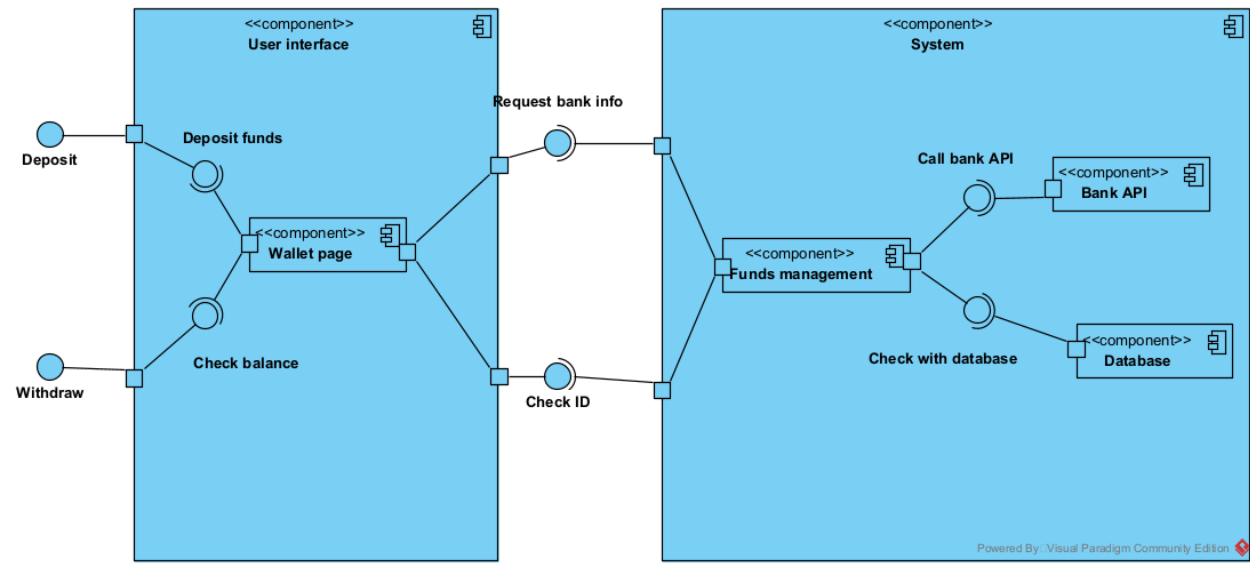 <<component>>
User interface
<<component>>
System
Request bank info
Deposit funds
Deposit
Call bank API
<<component>>
Bank API
<<component>>
Wallet page
<<component>>
Funds management
Check balance
Withdraw
Check ID
Check with database
<<component>>
Database
Powered By Visual Paradigm Community Edition